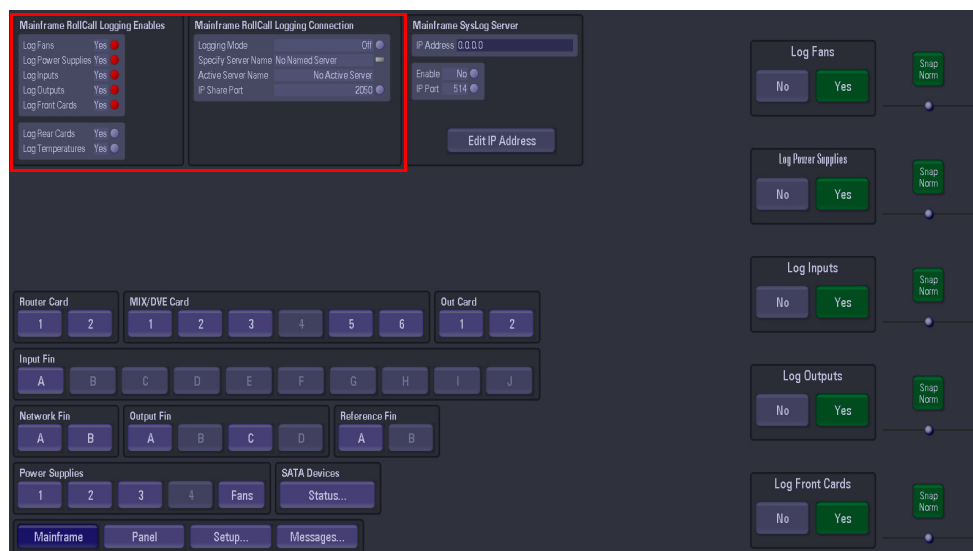 Mainframe RollCall Logging Enables
Log Fans Yes
Log Power Supplies Yes
Log Inputs Yes
Log Outputs Yes
Log Front Cards Yes
Log Rear Cards Yes
Log Temperatures Yes
Mainframe RollCall Logging Connection
Logging Mode Off
Specify Server Name No Named Server
Active Server Name No Active Server
IP Share Port 2050
Mainframe SysLog Server
IP Address 0.0.0.0
Enable No
IP Port 514
Edit IP Address
Log Fans
No Yes
Snap
Norm
Log Power Supplies
No Yes
Snap
Norm
Log Inputs
No Yes
Snap
Norm
Log Outputs
No Yes
Snap
Norm
Log Front Cards
No Yes
Snap
Norm
Router Card
1 2
MIX/DVE Card
1 2 3 4 5 6
Out Card
1 2
Input Fin
A B C D E F G H I J
Network Fin
A B
Output Fin
A B C D
Reference Fin
A B
Power Supplies
1 2 3 4 Fans
SATA Devices
Status...
Mainframe Panel Setup... Messages...